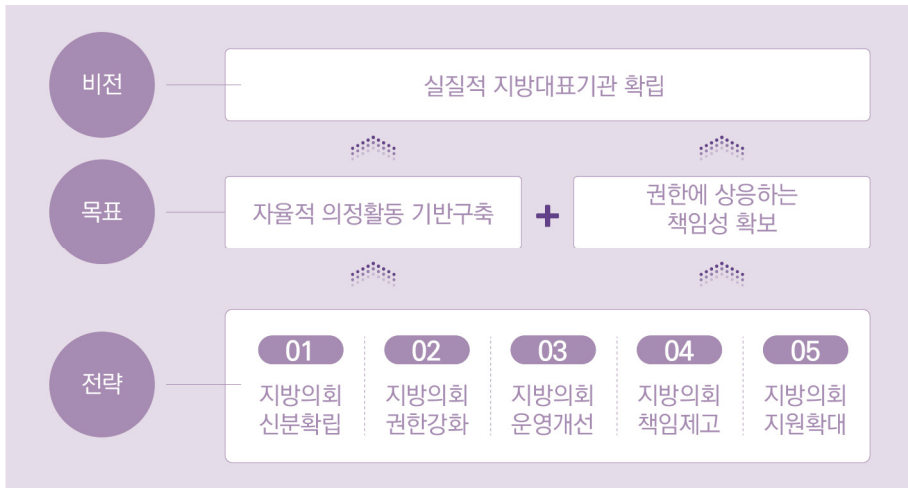 비전
실질적 지방대표기관 확립
목표
자율적 의정활동 기반구축
+
권한에 상응하는
책임성 확보
전략
01
지방의회
신분확립
02
지방의회
권한강화
03
지방의회
운영개선
04
지방의회
책임제고
05
지방의회
지원확대